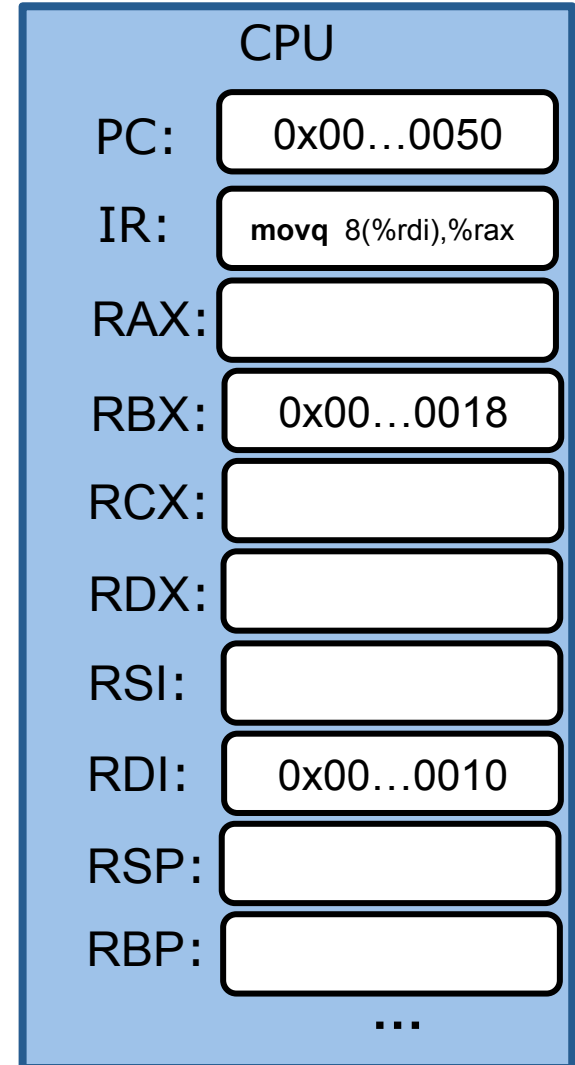 CPU
PC: 0x00…0050
IR: movq 8(%rdi),%rax
RAX:
RBX: 0x00…0018
RCX:
RDX:
RSI:
RDI: 0x00…0010
RSP:
RBP:
…